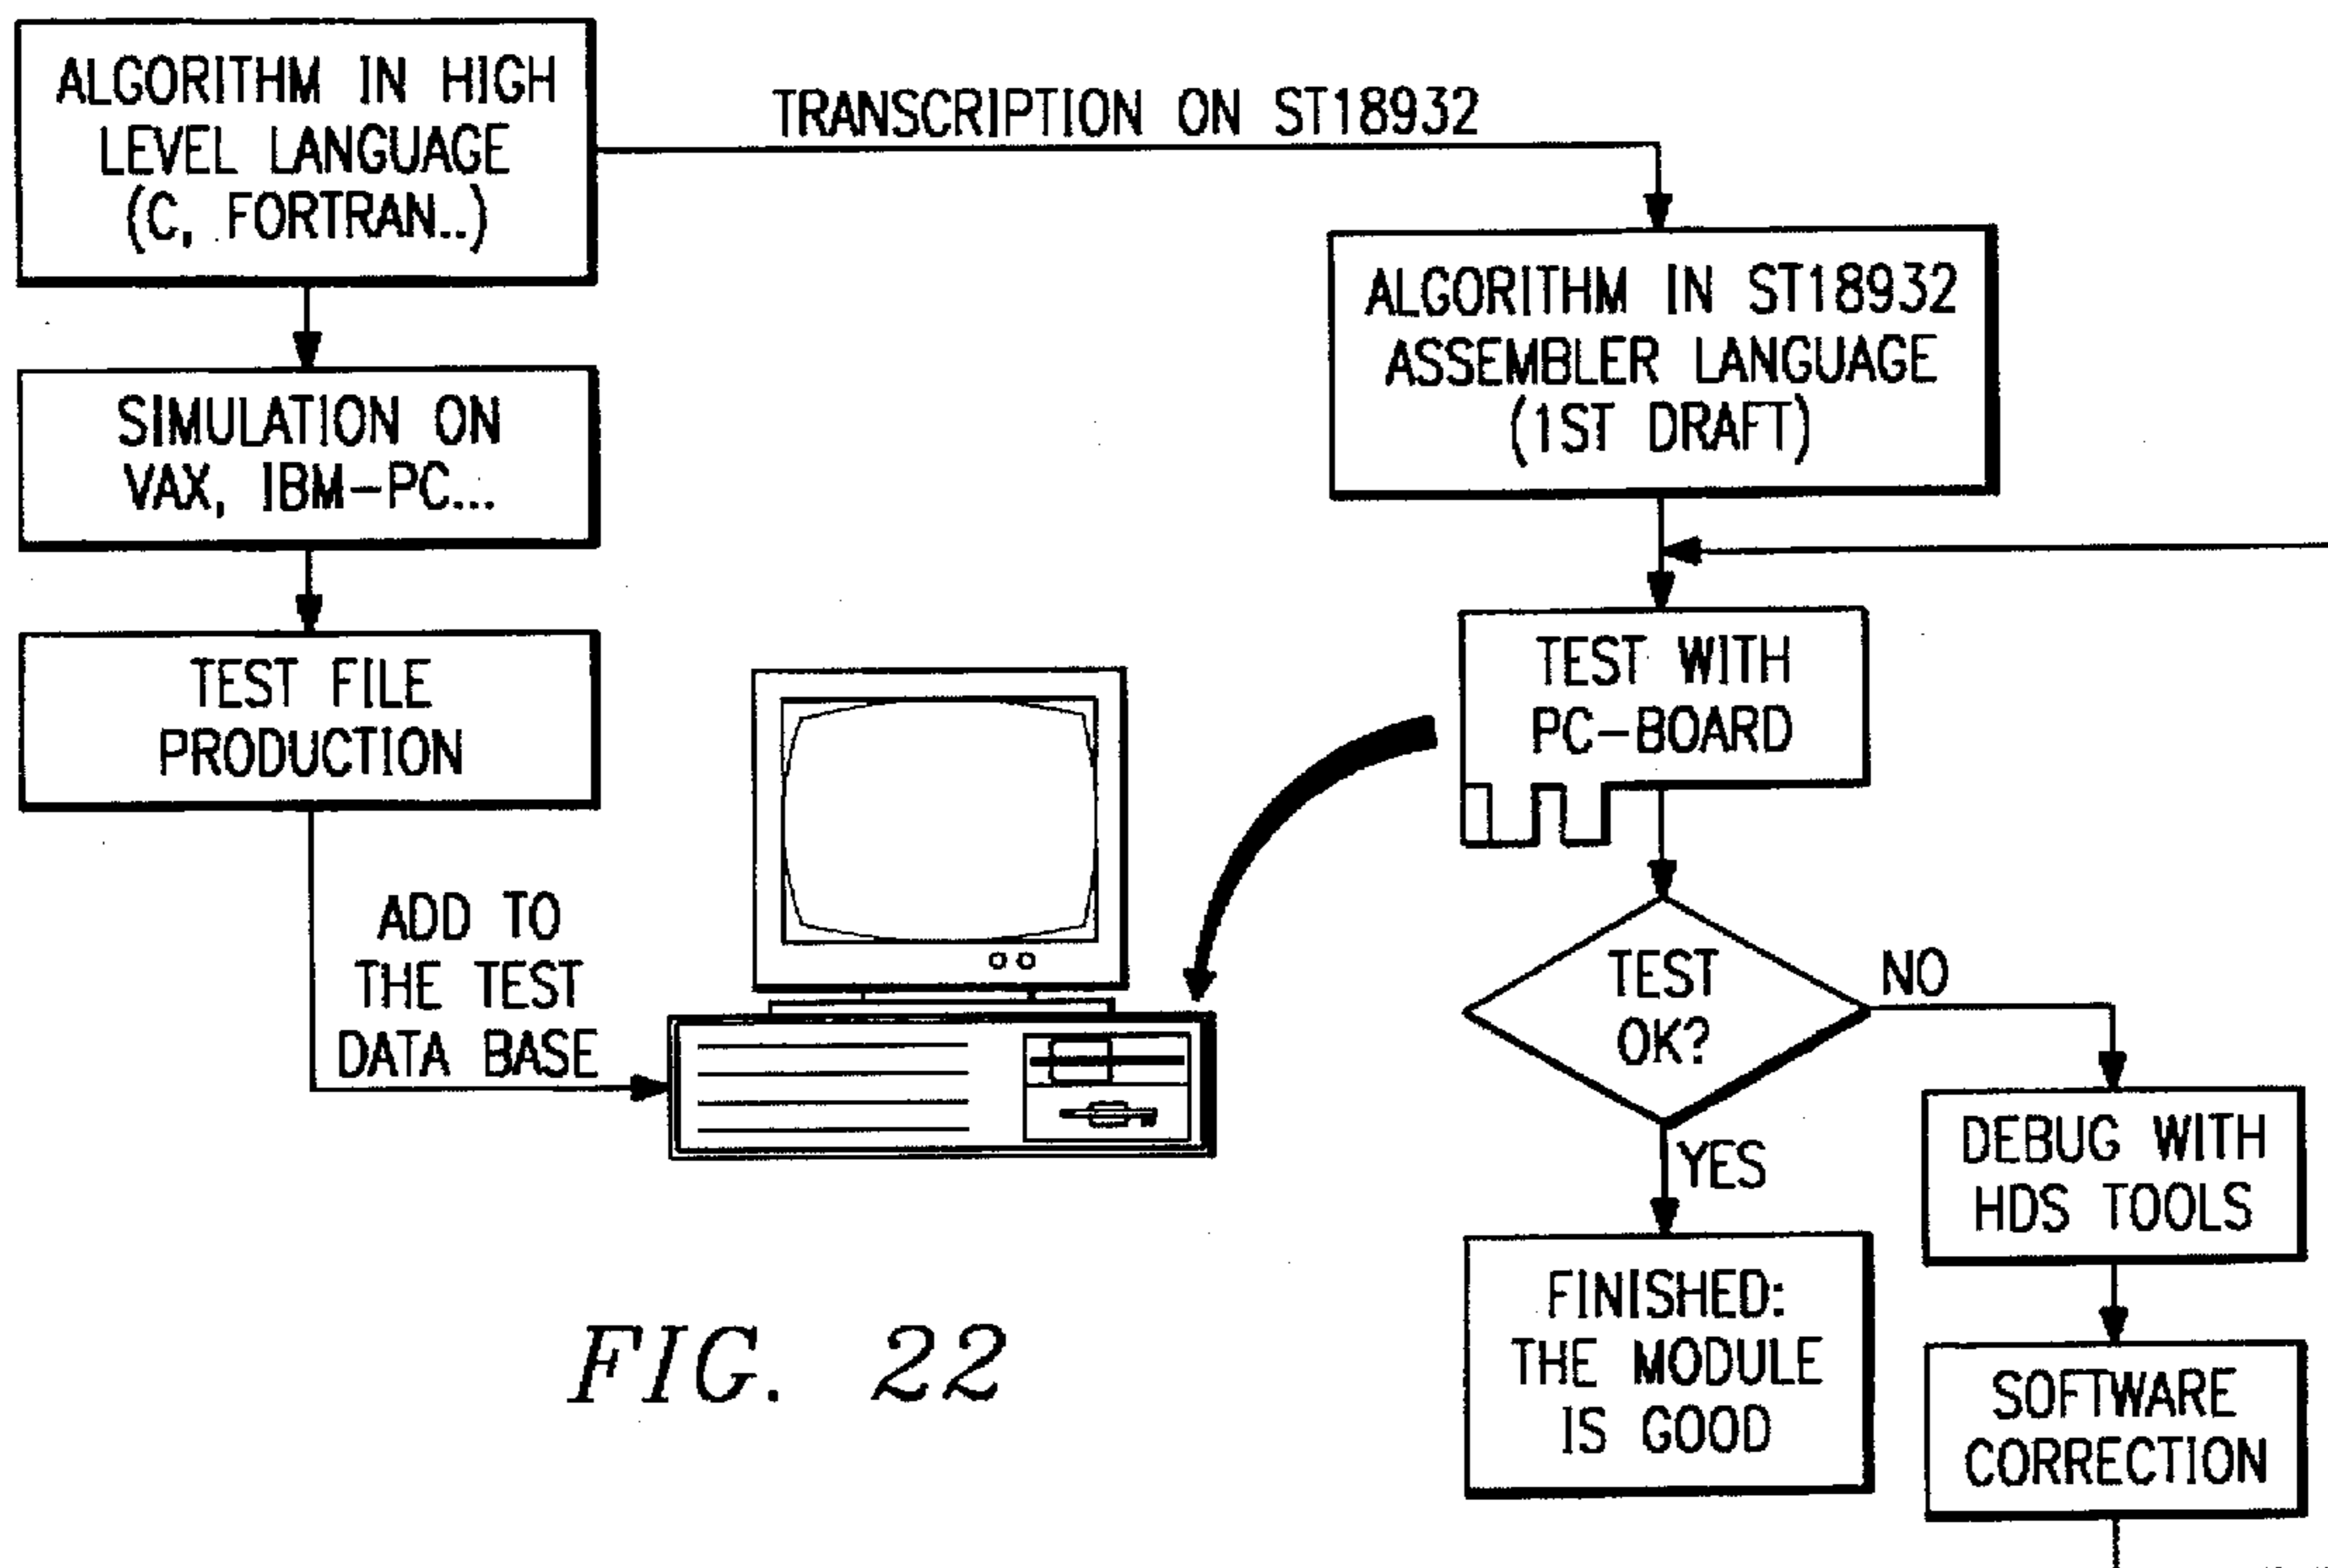 ALGORITHM IN HIGH
LEVEL LANGUAGE
(C, FORTRAN..)
TRANSCRIPTION ON ST18932
ALGORITHM IN ST18932
ASSEMBLER LANGUAGE
(1ST DRAFT)
SIMULATION ON
VAX, IBM-PC...
TEST FILE
PRODUCTION
TEST WITH
PC-BOARD
ADD TO
THE TEST
DATA BASE
TEST
OK?
NO
YES
DEBUG WITH
HDS TOOLS
FINISHED:
THE MODULE
IS GOOD
SOFTWARE
CORRECTION
FIG. 22